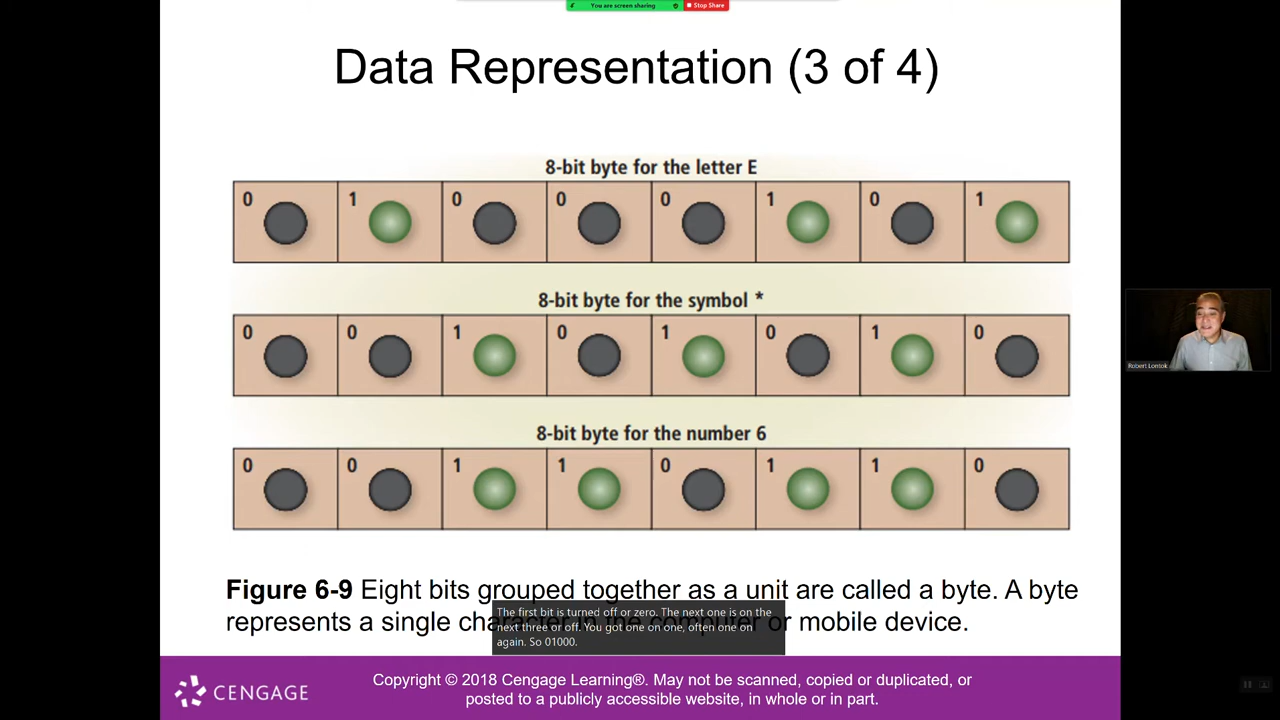 You are screen sharing
Stop Share
Data Representation (3 of 4)
8-bit byte for the letter E
0 1 0 0 0 1 0 1
8-bit byte for the symbol *
0 0 1 0 1 0 1 0
8-bit byte for the number 6
0 0 1 1 0 1 1 0
Figure 6-9 Eight bits grouped together as a unit are called a byte. A byte
represents a single character in the computer or mobile device.
The first bit is turned off or zero. The next one is on the
next three or off. You got one on one, often one on
again. So 01000.
Robert Lontok
CENGAGE
Copyright © 2018 Cengage Learning®. May not be scanned, copied or duplicated, or
posted to a publicly accessible website, in whole or in part.